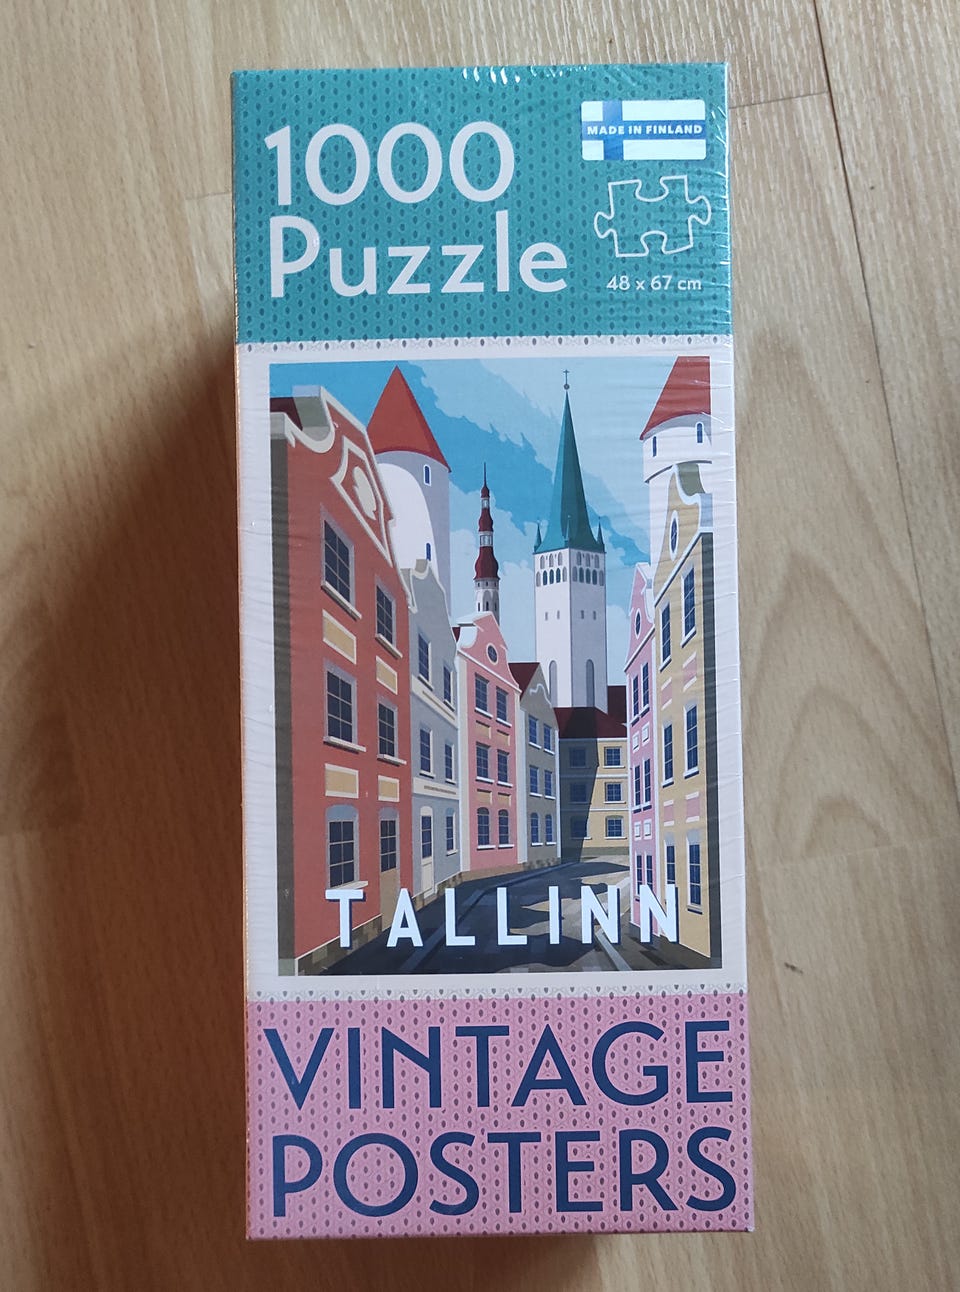 1000
Puzzle
MADE IN FINLAND
48 x 67 cm
TALLINN
VINTAGE
POSTERS